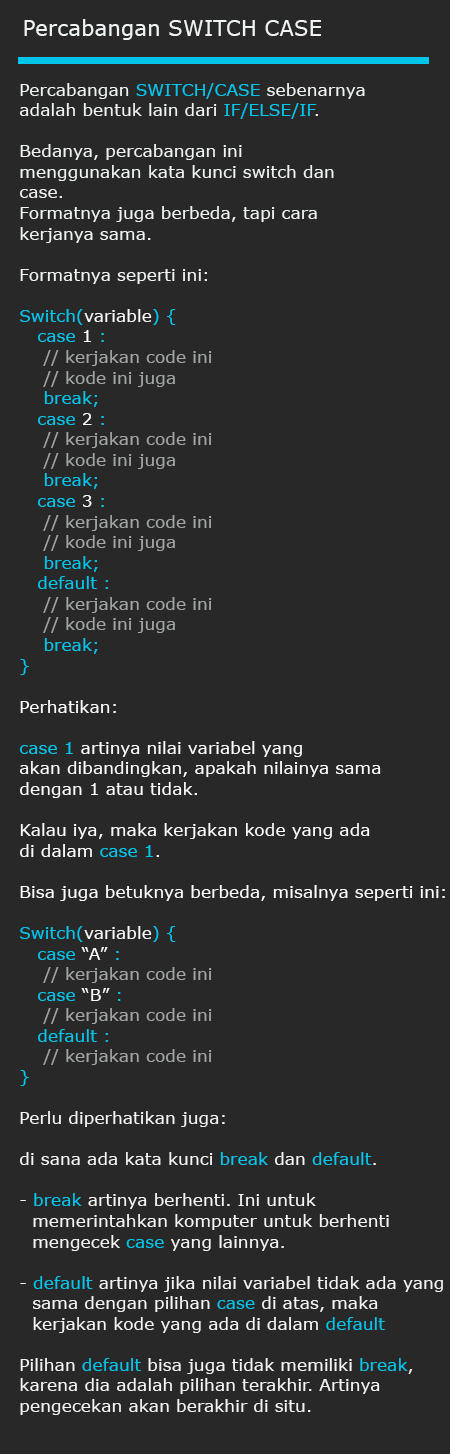 Percabangan SWITCH CASE
Percabangan SWITCH/CASE sebenarnya
adalah bentuk lain dari IF/ELSE/IF.
Bedanya, percabangan ini
menggunakan kata kunci switch dan
case.
Formatnya juga berbeda, tapi cara
kerjanya sama.
Formatnya seperti ini:
Switch(variable) {
case 1 :
// kerjakan code ini
// kode ini juga
break;
case 2 :
// kerjakan code ini
// kode ini juga
break;
case 3 :
// kerjakan code ini
// kode ini juga
break;
default :
// kerjakan code ini
// kode ini juga
break;
}
Perhatikan:
case 1 artinya nilai variabel yang
akan dibandingkan, apakah nilainya sama
dengan 1 atau tidak.
Kalau iya, maka kerjakan kode yang ada
di dalam case 1.
Bisa juga betuknya berbeda, misalnya seperti ini:
Switch(variable) {
case “A” :
// kerjakan code ini
case “B” :
// kerjakan code ini
default :
// kerjakan code ini
}
Perlu diperhatikan juga:
di sana ada kata kunci break dan default.
- break artinya berhenti. Ini untuk
memerintahkan komputer untuk berhenti
mengecek case yang lainnya.
- default artinya jika nilai variabel tidak ada yang
sama dengan pilihan case di atas, maka
kerjakan kode yang ada di dalam default
Pilihan default bisa juga tidak memiliki break,
karena dia adalah pilihan terakhir. Artinya
pengecekan akan berakhir di situ.